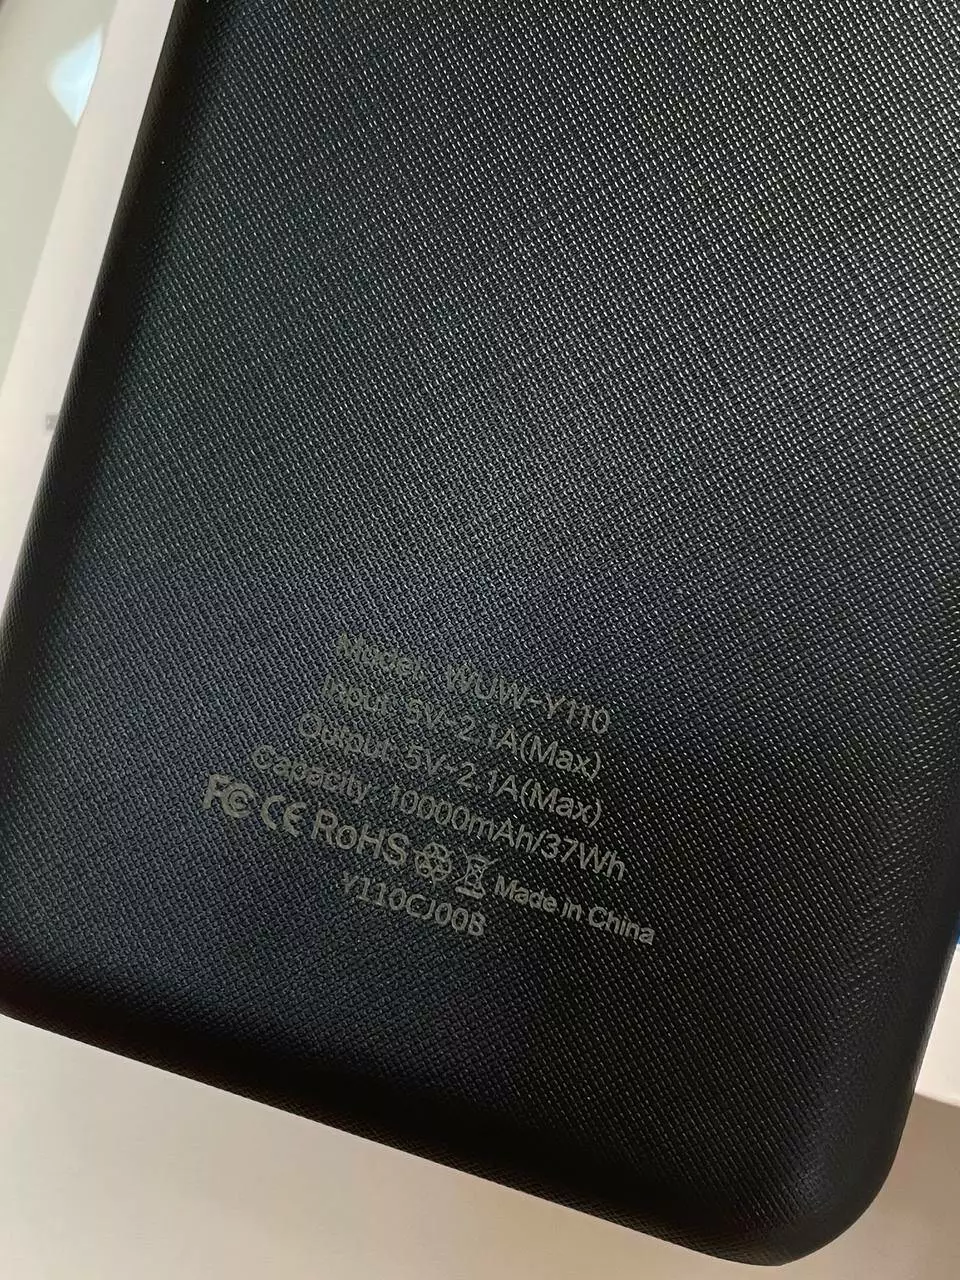 Model: WUW-Y110
Input: 5V⎓2.1A(Max)
Output: 5V⎓2.1A(Max)
Capacity: 10000mAh/37Wh
FC CE RoHS Made in China
Y110CJ00B